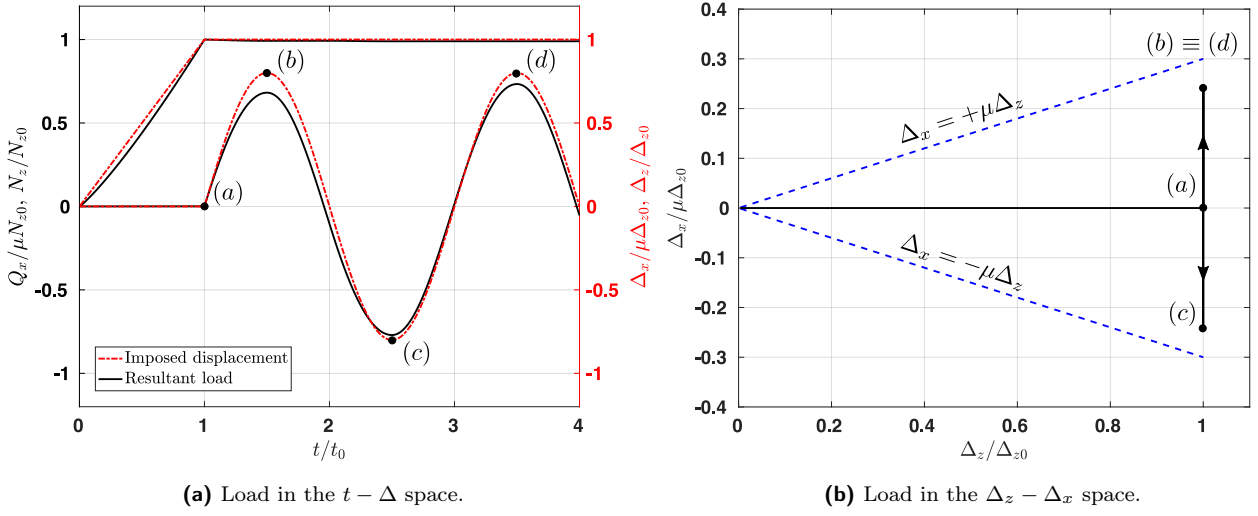 1
0.5
0
-0.5
-1
Q_x/μN_{z0}, N_z/N_{z0}
(b)
(d)
(a)
(c)
Imposed displacement
Resultant load
1
0.5
0
-0.5
-1
Δ_x/μΔ_{z0}, Δ_z/Δ_{z0}
0 1 2 3 4
t/t_0
(a) Load in the t − Δ space.
0.4
0.3
0.2
0.1
0
-0.1
-0.2
-0.3
-0.4
Δ_x/μΔ_{z0}
(b) ≡ (d)
Δ_x = +μΔ_z
(a)
Δ_x = −μΔ_z
(c)
0 0.2 0.4 0.6 0.8 1
Δ_z/Δ_{z0}
(b) Load in the Δ_z − Δ_x space.